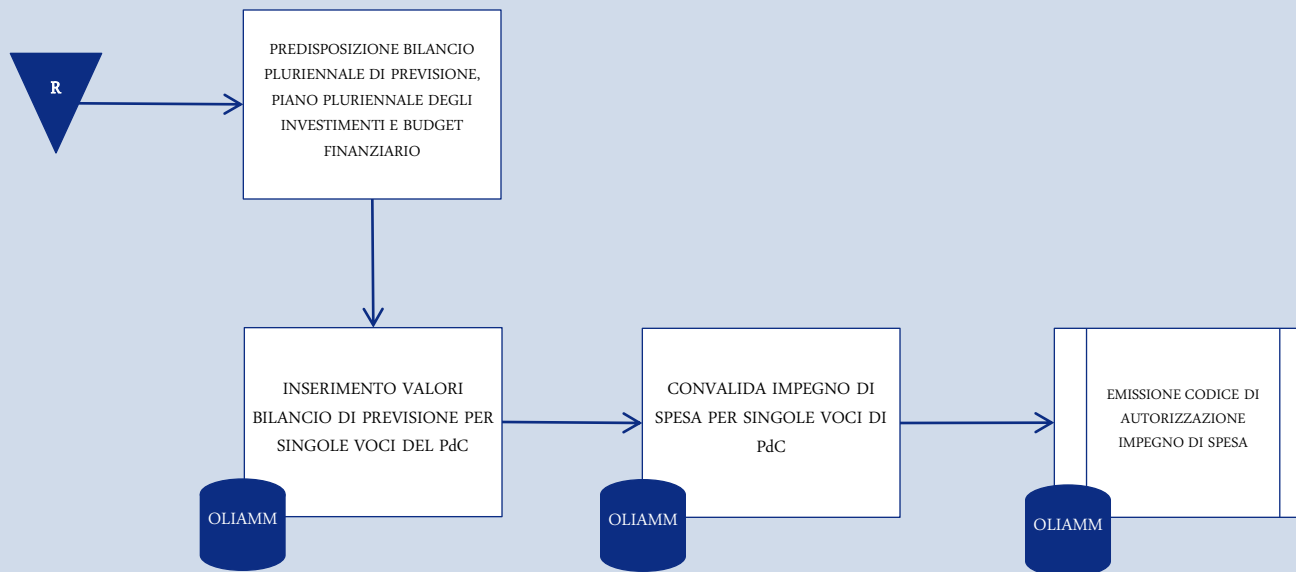 R
PREDISPOSIZIONE BILANCIO
PLURIENNALE DI PREVISIONE,
PIANO PLURIENNALE DEGLI
INVESTIMENTI E BUDGET
FINANZIARIO
INSERIMENTO VALORI
BILANCIO DI PREVISIONE PER
SINGOLE VOCI DEL PdC
OLIAMM
CONVALIDA IMPEGNO DI
SPESA PER SINGOLE VOCI DI
PdC
OLIAMM
EMISSIONE CODICE DI
AUTORIZZAZIONE
IMPEGNO DI SPESA
OLIAMM